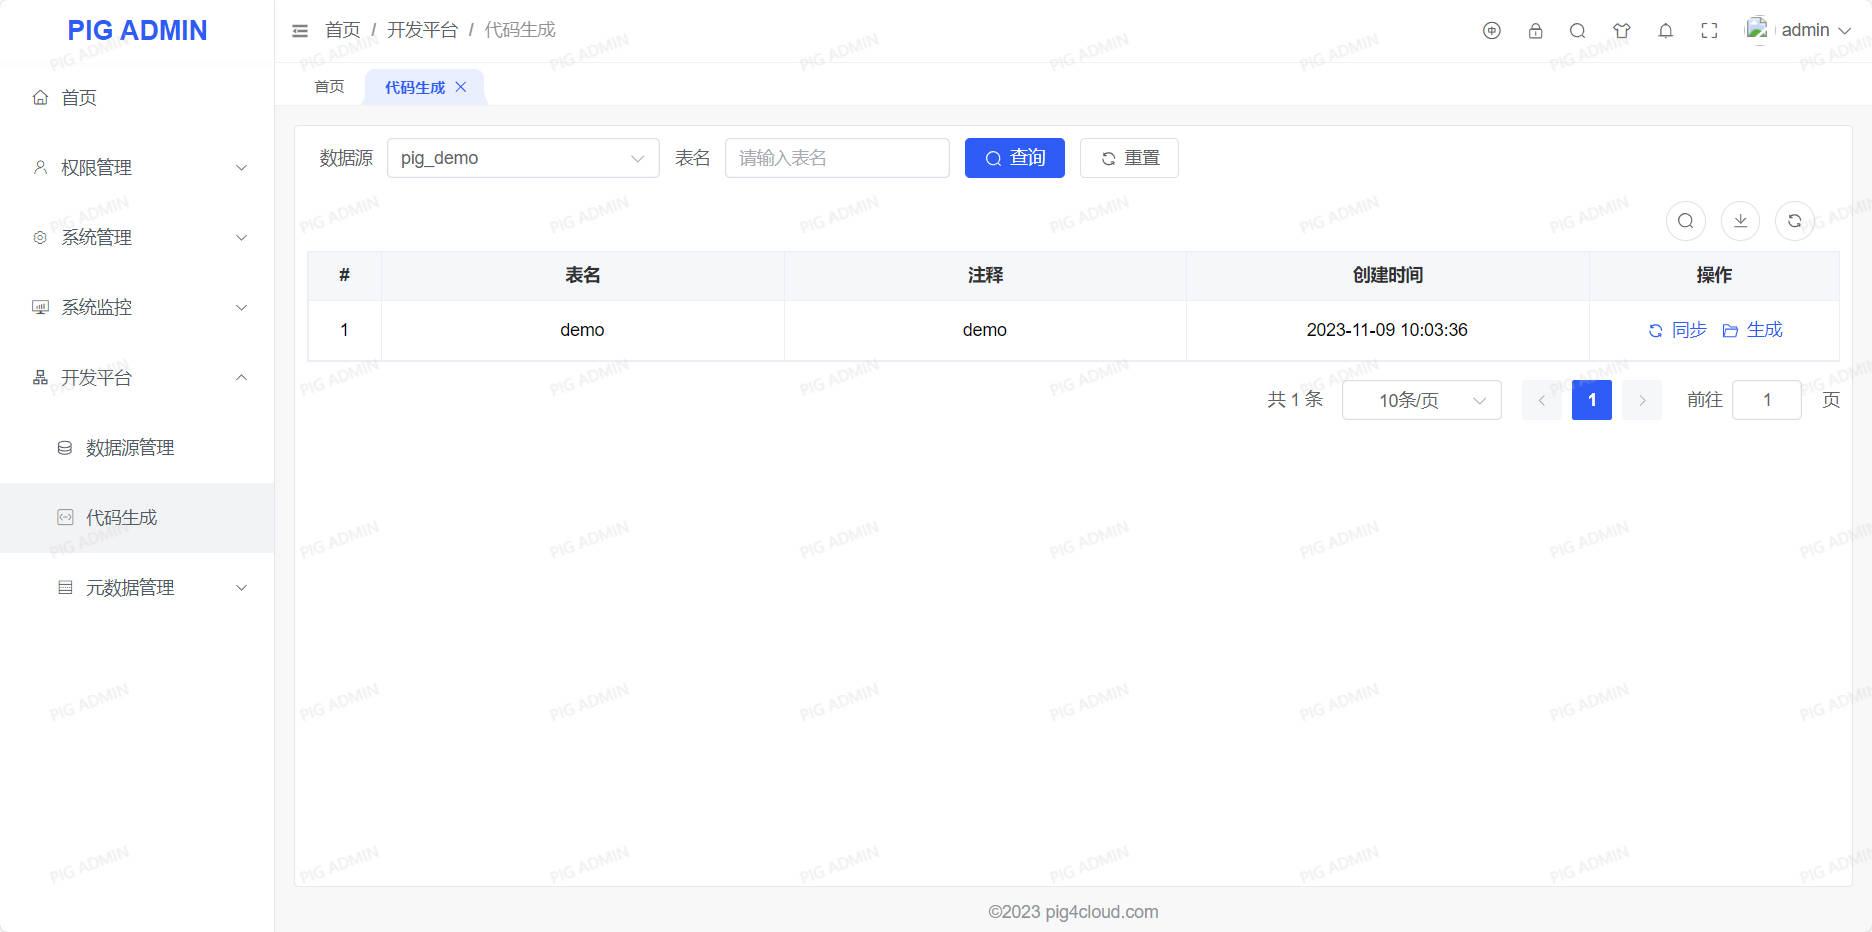 PIG ADMIN
首页 / 开发平台 / 代码生成
admin
首页
代码生成
首页
权限管理
系统管理
系统监控
开发平台
数据源管理
代码生成
元数据管理
数据源 pig_demo 表名 请输入表名 查询 重置
# 表名 注释 创建时间 操作
1 demo demo 2023-11-09 10:03:36 同步 生成
共 1 条 10条/页 1 前往 1 页
©2023 pig4cloud.com
PIG ADMIN